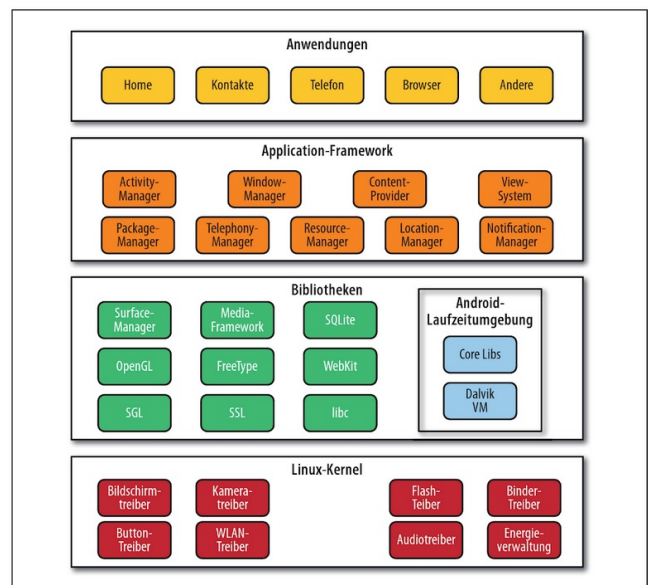 Anwendungen
Home
Kontakte
Telefon
Browser
Andere
Application-Framework
Activity-
Manager
Window-
Manager
Content-
Provider
View-
System
Package-
Manager
Telephony-
Manager
Resource-
Manager
Location-
Manager
Notification-
Manager
Bibliotheken
Surface-
Manager
Media-
Framework
SQLite
OpenGL
FreeType
WebKit
SGL
SSL
libc
Android-
Laufzeitumgebung
Core Libs
Dalvik
VM
Linux-Kernel
Bildschirm-
treiber
Kamera-
treiber
Flash-
Teiber
Binder-
Treiber
Button-
Treiber
WLAN-
Treiber
Audiotreiber
Energie-
verwaltung